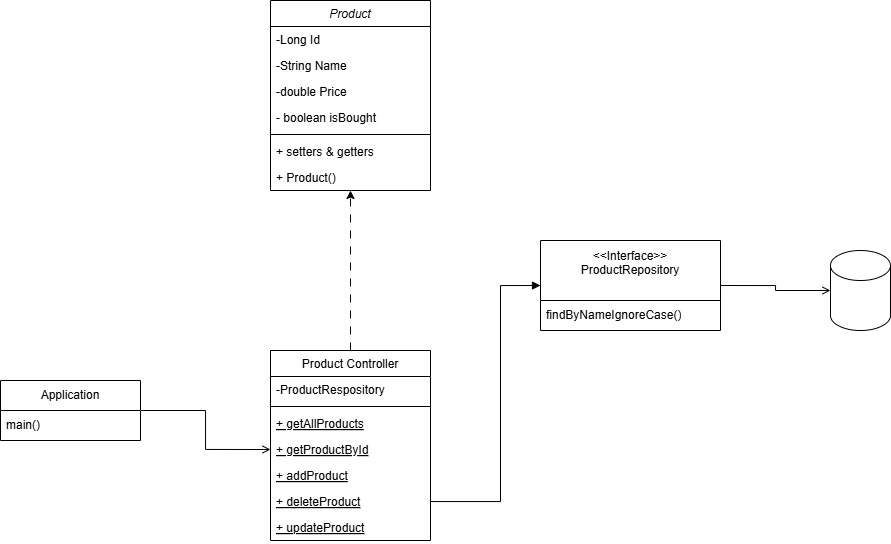 Product
-Long Id
-String Name
-double Price
- boolean isBought
+ setters & getters
+ Product()
<<Interface>>
ProductRepository
findByNameIgnoreCase()
Product Controller
-ProductRespository
+ getAllProducts
+ getProductById
+ addProduct
+ deleteProduct
+ updateProduct
Application
main()